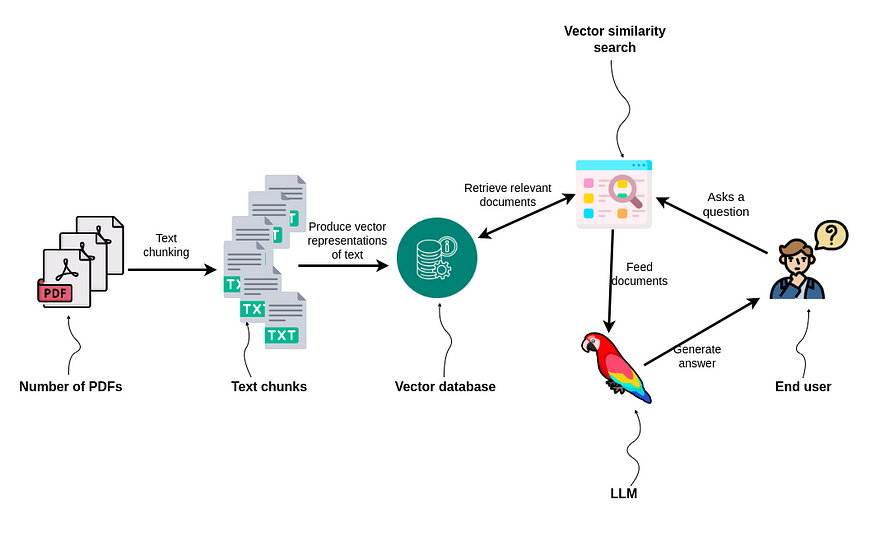 Vector similarity
search
Retrieve relevant
documents
Asks a
question
Text
chunking
Produce vector
representations
of text
Feed
documents
Generate
answer
PDF
TXT
TXT
TXT
Number of PDFs
Text chunks
Vector database
End user
LLM